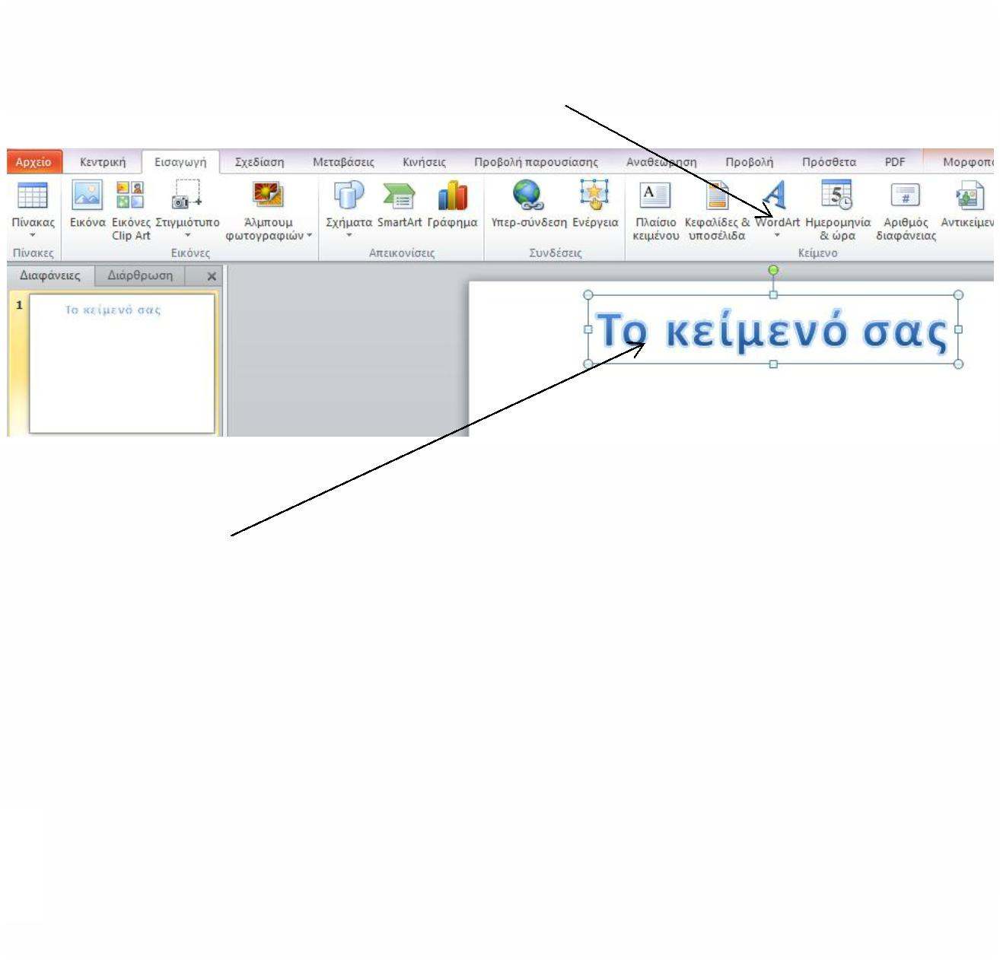 Αρχείο Κεντρική Εισαγωγή Σχεδίαση Μεταβάσεις Κινήσεις Προβολή παρουσίασης Αναθεώρηση Προβολή Πρόσθετα PDF Μορφοπο
Πίνακας Εικόνα Εικόνες Στιγμιότυπο Άλμπουμ Σχήματα SmartArt Γράφημα Υπερ-σύνδεση Ενέργεια Πλαίσιο Κεφαλίδες & WordArt Ημερομηνία Αριθμός Αντικείμεν
Clip Art φωτογραφιών κειμένου υποσέλιδα & ώρα διαφάνειας
Πίνακες Εικόνες Απεικονίσεις Συνδέσεις Κείμενο
Διαφάνειες Διάρθρωση
1 Το κείμενό σας
Το κείμενό σας